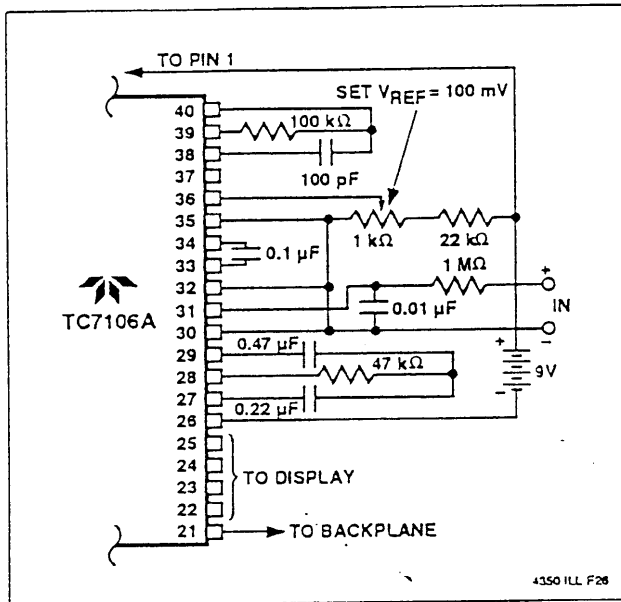 TO PIN 1
SET VREF = 100 mV
40
39
38
37
36
35
34
33
32
31
30
29
28
27
26
25
24
23
22
21
100 kΩ
100 pF
1 kΩ
22 kΩ
0.1 µF
1 MΩ
0.01 µF
+
IN
-
TC7106A
0.47 µF
47 kΩ
0.22 µF
+
9V
-
TO DISPLAY
TO BACKPLANE
4350 ILL F26